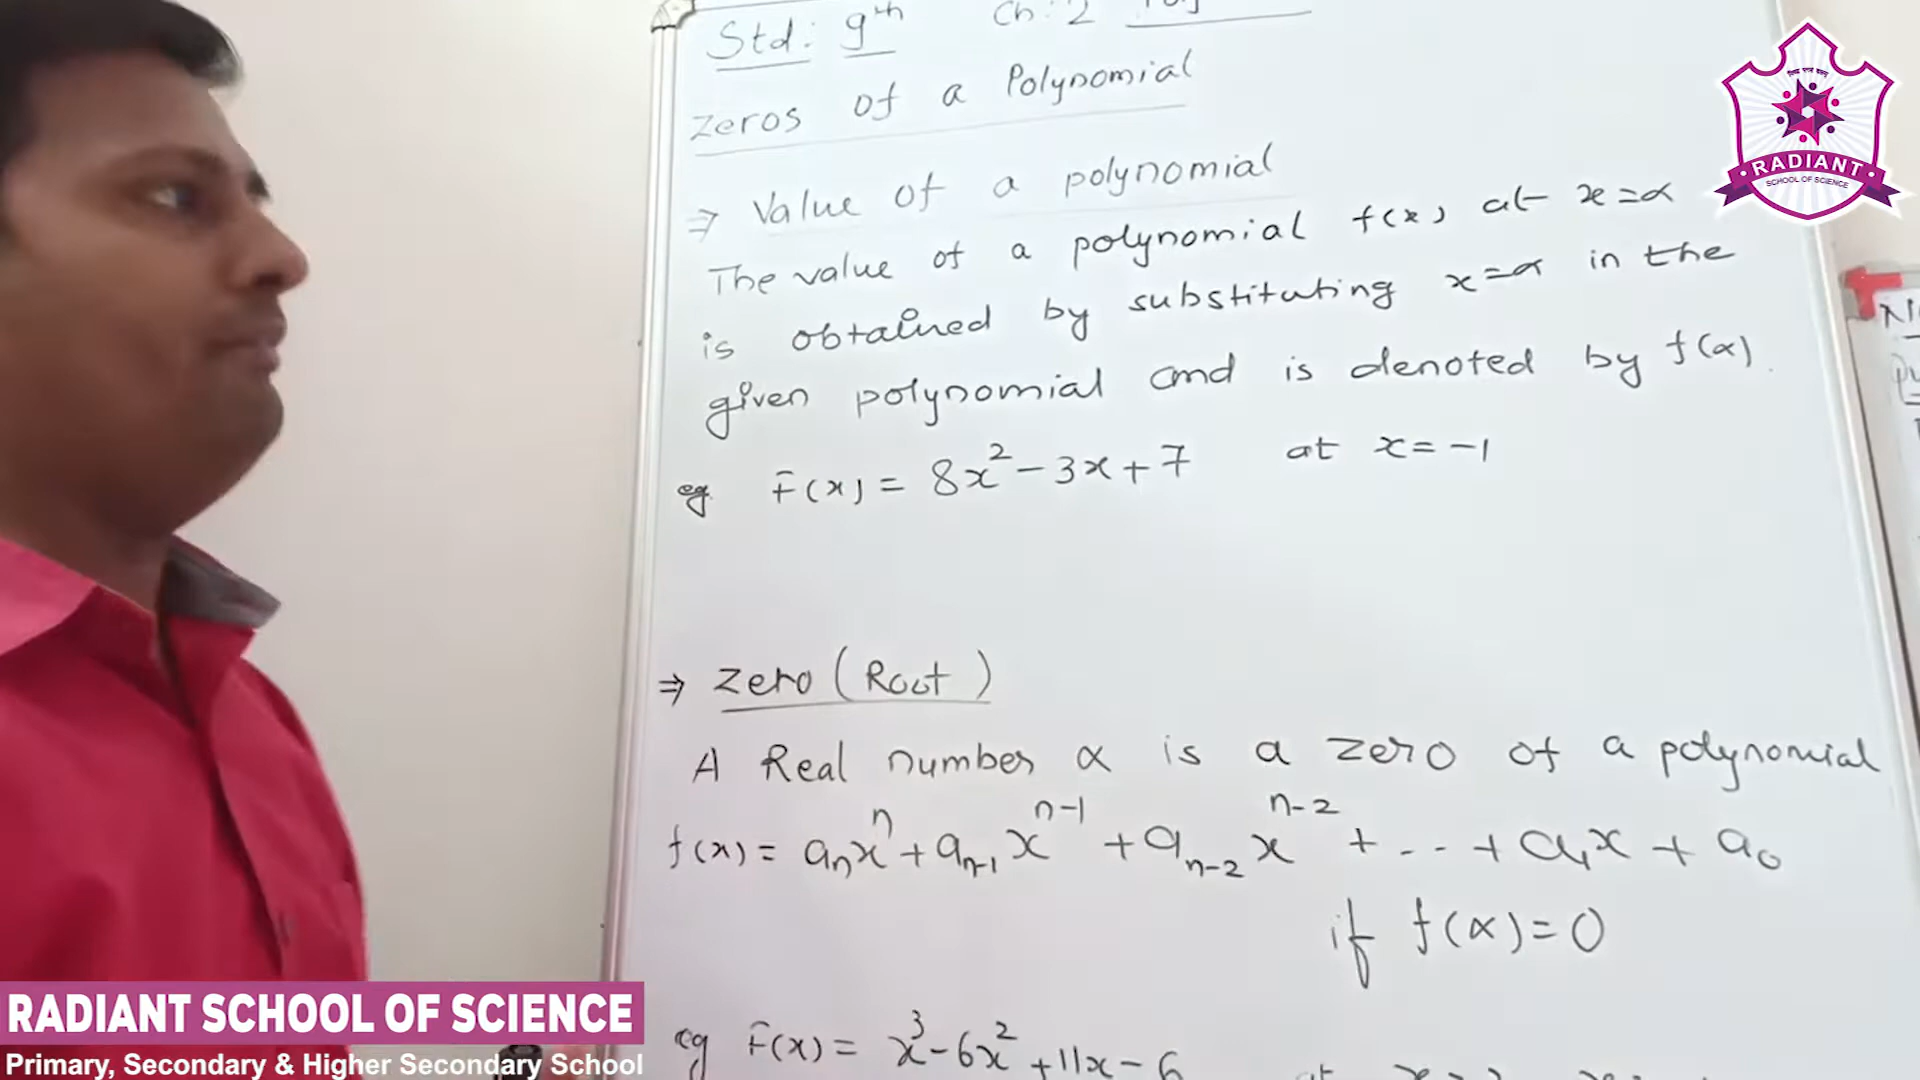 Std: 9th Ch: 2
Zeros of a Polynomial
⇒ Value of a polynomial
The value of a polynomial f(x) at x=α
is obtained by substituting x=α in the
given polynomial and is denoted by f(α).
eg F(x) = 8x² - 3x + 7 at x = -1
⇒ Zero (Root)
A Real number α is a zero of a polynomial
f(x) = aₙxⁿ + aₙ₋₁xⁿ⁻¹ + aₙ₋₂xⁿ⁻² + --- + a₁x + a₀
if f(α) = 0
eg F(x) = x³ - 6x² + 11x - 6 at
RADIANT
SCHOOL OF SCIENCE
RADIANT SCHOOL OF SCIENCE
Primary, Secondary & Higher Secondary School